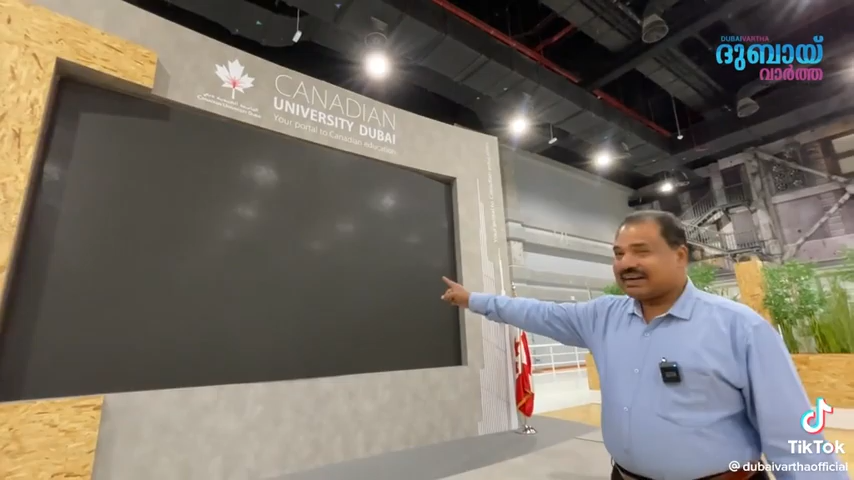 DUBAIVARTHA
ദുബായ്
വാർത്ത
CANADIAN
UNIVERSITY DUBAI
Your portal to Canadian education
TikTok
@dubaivarthaofficial